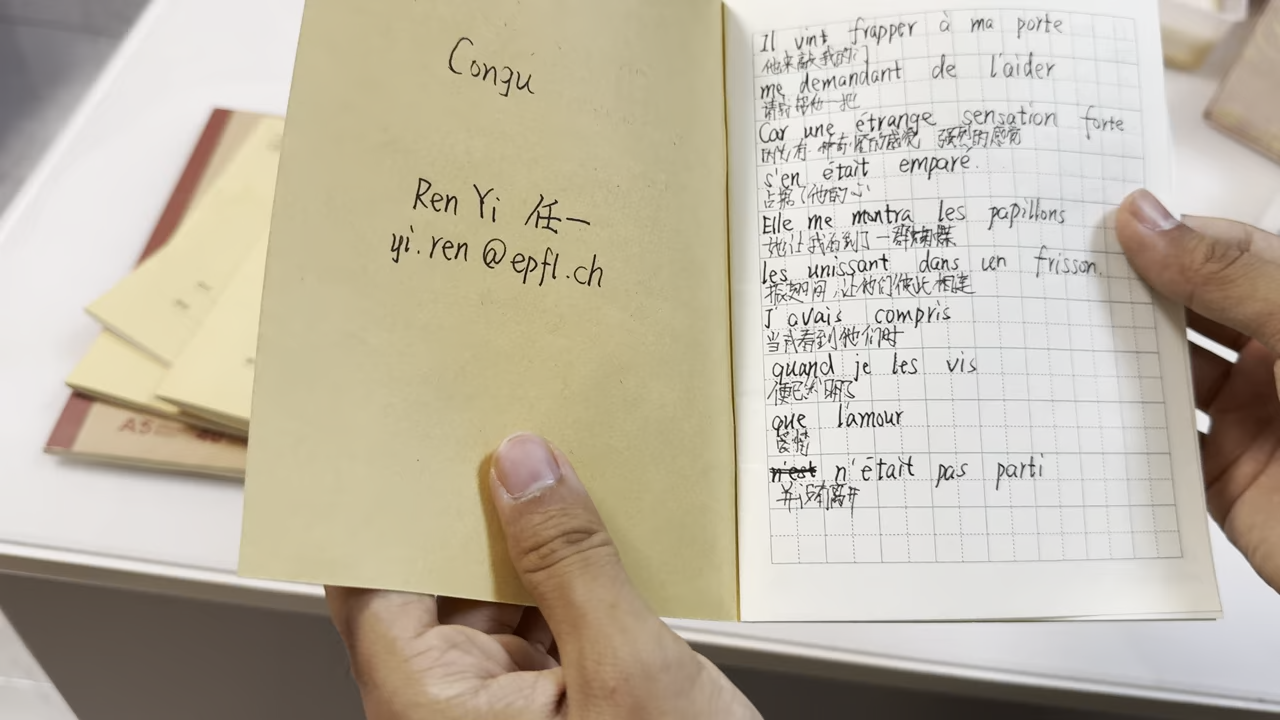 Congu
Ren Yi 任一
yi.ren@epfl.ch
Il vint frapper à ma porte
他来敲我的门
me demandant de l'aider
请我帮他一把
Car une étrange sensation forte
因为有一种奇怪的感觉 强烈的感觉
s'en était emparé.
占据了他的心
Elle me montra les papillons
她让我看到了一群蝴蝶
les unissant dans un frisson.
振翅间,让他们彼此相连
J'avais compris
当我看到他们时
quand je les vis
便已明了
que l'amour
爱情
n'est n'était pas parti
并没有离开
A5